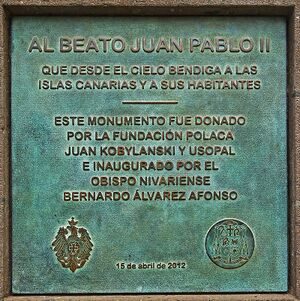 AL BEATO JUAN PABLO II
QUE DESDE EL CIELO BENDIGA A LAS
ISLAS CANARIAS Y A SUS HABITANTES
ESTE MONUMENTO FUE DONADO
POR LA FUNDACIÓN POLACA
JUAN KOBYLANSKI Y USOPAL
E INAUGURADO POR EL
OBISPO NIVARIENSE
BERNARDO ÁLVAREZ AFONSO
15 de abril de 2012